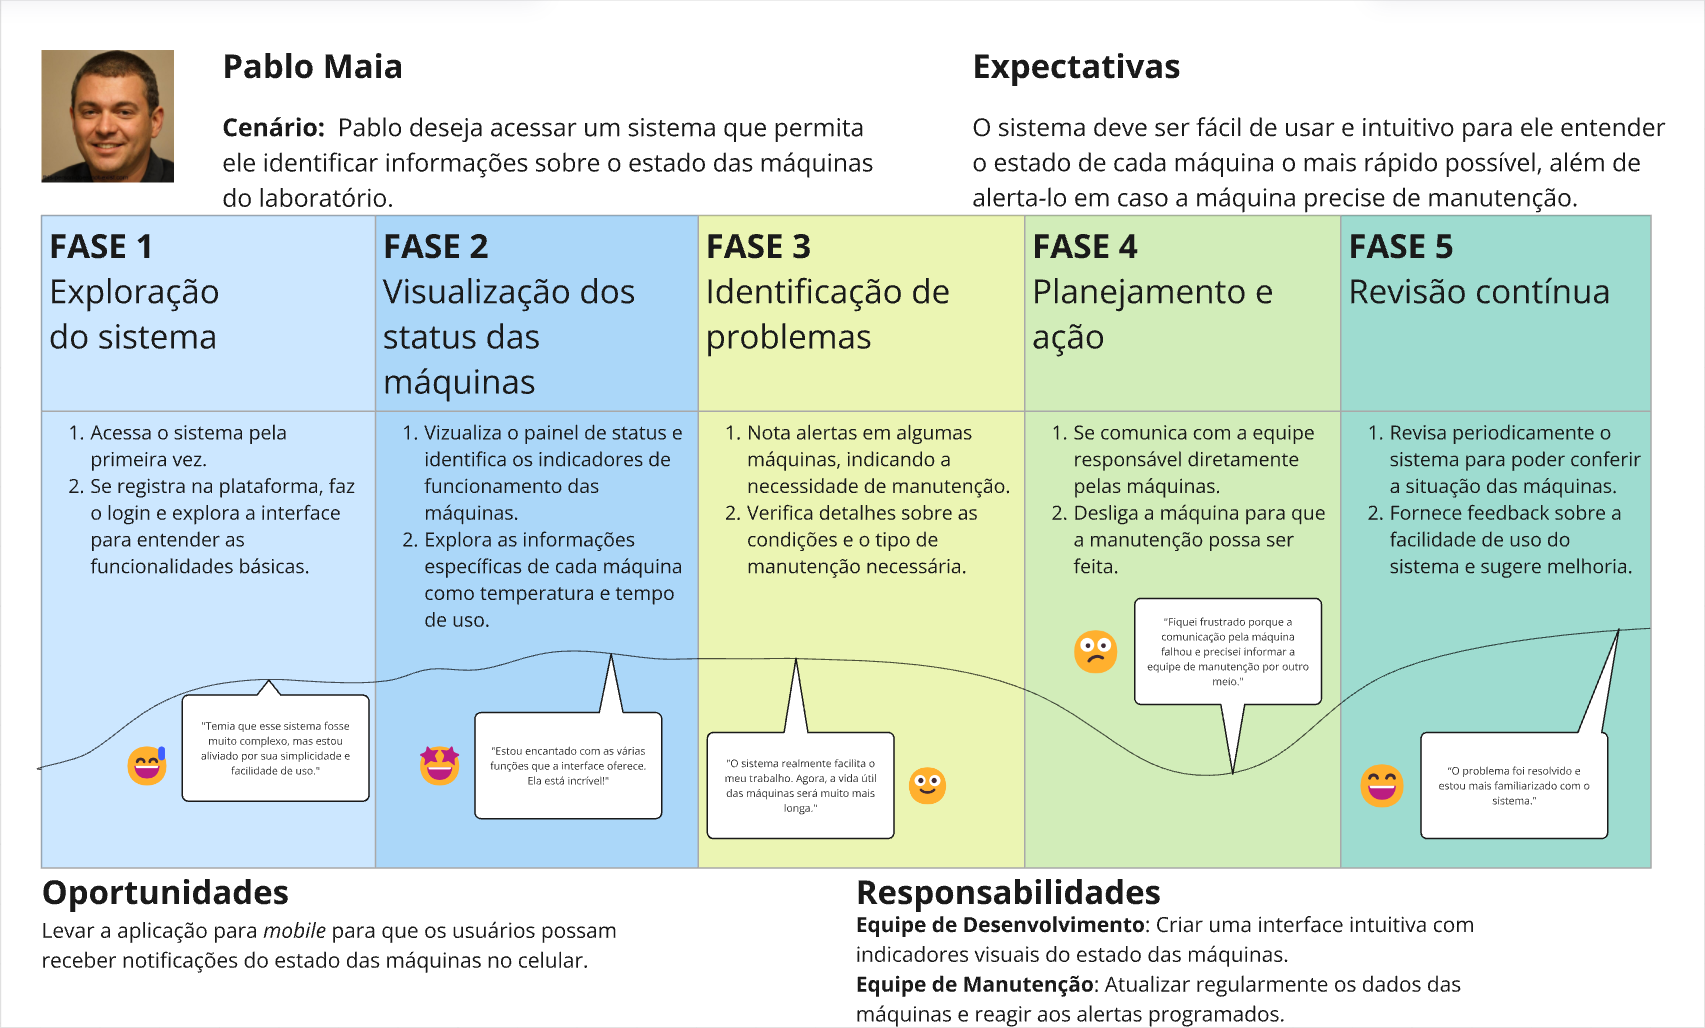 Pablo Maia
Cenário: Pablo deseja acessar um sistema que permita
ele identificar informações sobre o estado das máquinas
do laboratório.
Expectativas
O sistema deve ser fácil de usar e intuitivo para ele entender
o estado de cada máquina o mais rápido possível, além de
alerta-lo em caso a máquina precise de manutenção.
FASE 1
Exploração
do sistema
FASE 2
Visualização dos
status das
máquinas
FASE 3
Identificação de
problemas
FASE 4
Planejamento e
ação
FASE 5
Revisão contínua
1. Acessa o sistema pela
primeira vez.
2. Se registra na plataforma, faz
o login e explora a interface
para entender as
funcionalidades básicas.
1. Vizualiza o painel de status e
identifica os indicadores de
funcionamento das
máquinas.
2. Explora as informações
específicas de cada máquina
como temperatura e tempo
de uso.
1. Nota alertas em algumas
máquinas, indicando a
necessidade de manutenção.
2. Verifica detalhes sobre as
condições e o tipo de
manutenção necessária.
1. Se comunica com a equipe
responsável diretamente
pelas máquinas.
2. Desliga a máquina para que
a manutenção possa ser
feita.
1. Revisa periodicamente o
sistema para poder conferir
a situação das máquinas.
2. Fornece feedback sobre a
facilidade de uso do
sistema e sugere melhoria.
"Temia que esse sistema fosse
muito complexo, mas estou
aliviado por sua simplicidade e
facilidade de uso."
"Estou encantado com as várias
funções que a interface oferece.
Ela está incrível!"
"O sistema realmente facilita o
meu trabalho. Agora, a vida útil
das máquinas será muito mais
longa."
"Fiquei frustrado porque a
comunicação pela máquina
falhou e precisei informar a
equipe de manutenção por outro
meio."
"O problema foi resolvido e
estou mais familiarizado com o
sistema."
Oportunidades
Levar a aplicação para mobile para que os usuários possam
receber notificações do estado das máquinas no celular.
Responsabilidades
Equipe de Desenvolvimento: Criar uma interface intuitiva com
indicadores visuais do estado das máquinas.
Equipe de Manutenção: Atualizar regularmente os dados das
máquinas e reagir aos alertas programados.